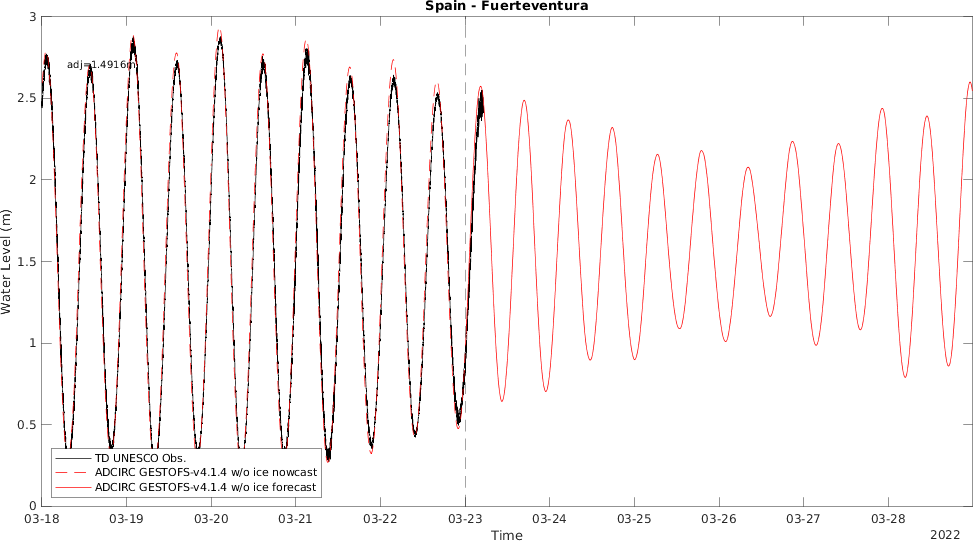 Spain - Fuerteventura
3
2.5
2
1.5
1
0.5
0
Water Level (m)
adj=1.4916m
TD UNESCO Obs.
ADCIRC GESTOFS-v4.1.4 w/o ice nowcast
ADCIRC GESTOFS-v4.1.4 w/o ice forecast
03-18 03-19 03-20 03-21 03-22 03-23 03-24 03-25 03-26 03-27 03-28
Time
2022